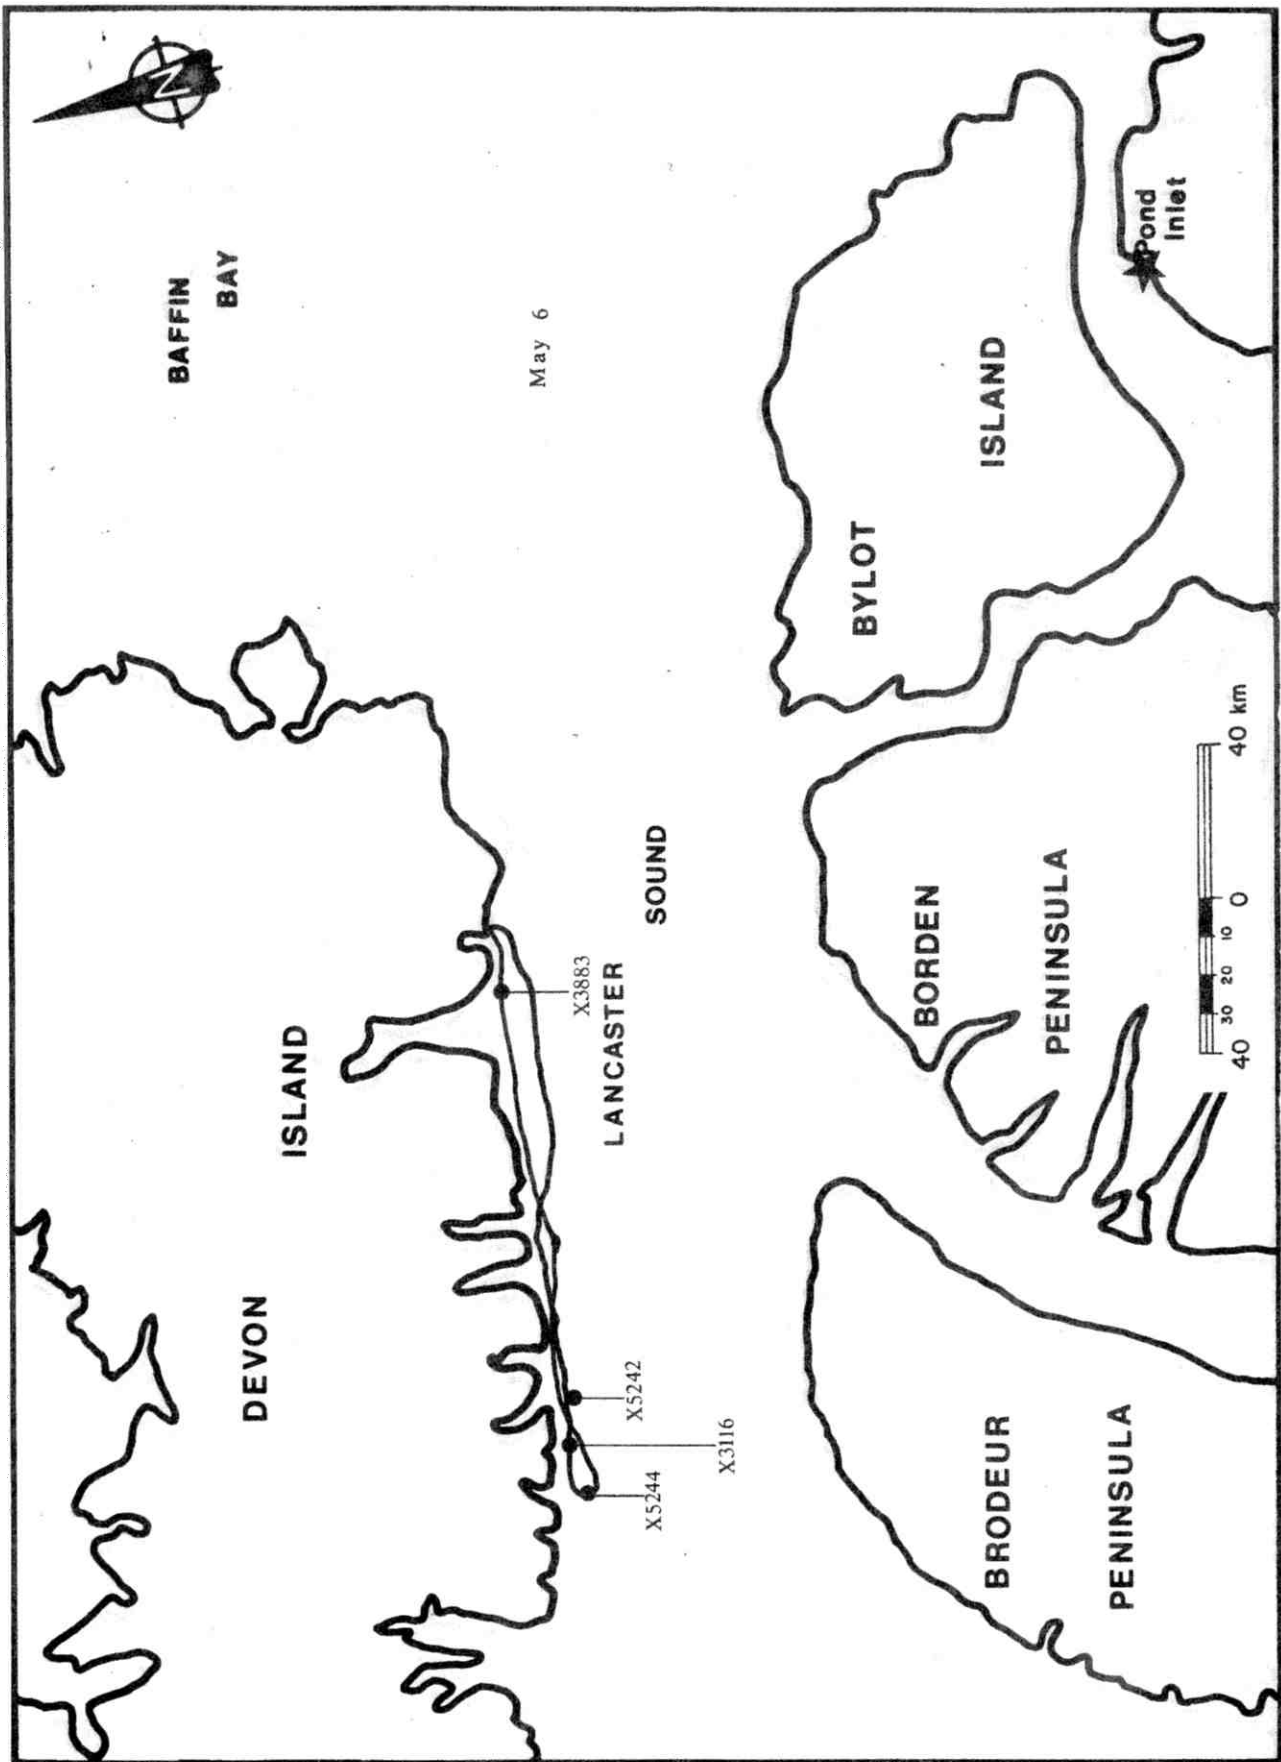 N
BAFFIN
BAY
May 6
ISLAND
DEVON
X3883
LANCASTER
SOUND
X5242
X3116
X5244
BYLOT
ISLAND
Pond
Inlet
BORDEN
PENINSULA
BRODEUR
PENINSULA
40 30 20 10 0 40 km